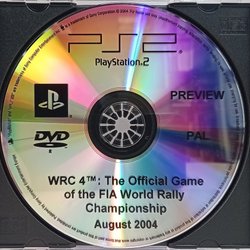 PS2
PlayStation®2
PREVIEW
PAL
DVD
WRC 4™: The Official Game
of the FIA World Rally
Championship
August 2004